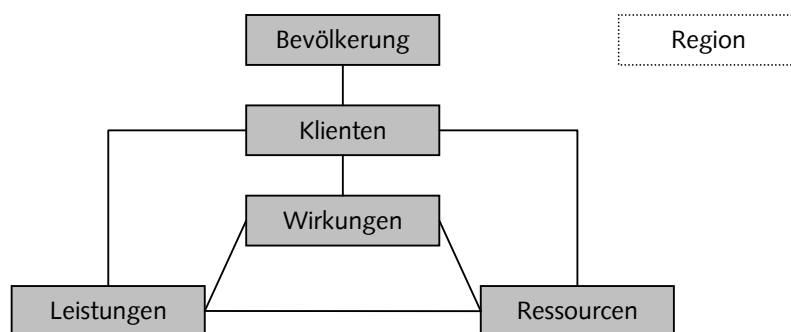 Bevölkerung
Region
Klienten
Wirkungen
Leistungen
Ressourcen